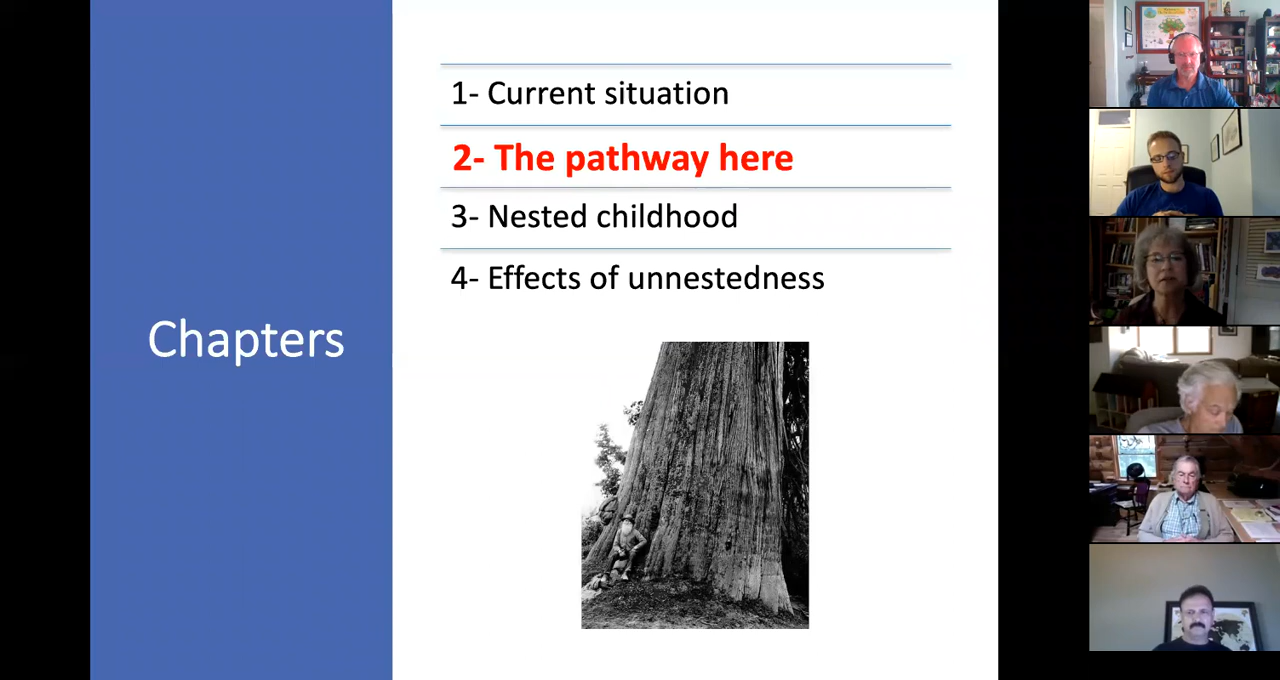 Chapters
1- Current situation
2- The pathway here
3- Nested childhood
4- Effects of unnestedness